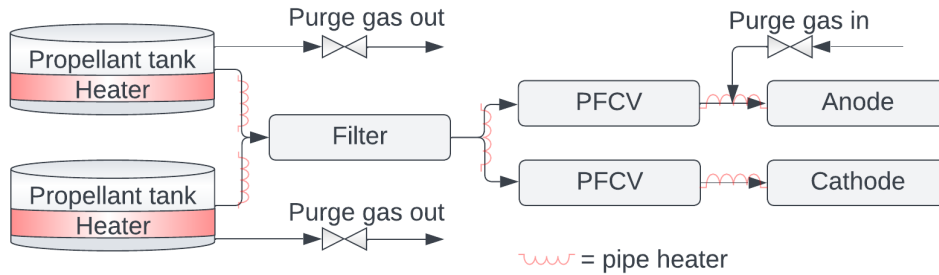 Purge gas out
Purge gas in
Propellant tank
Heater
PFCV
Anode
Filter
Propellant tank
Heater
PFCV
Cathode
Purge gas out
= pipe heater